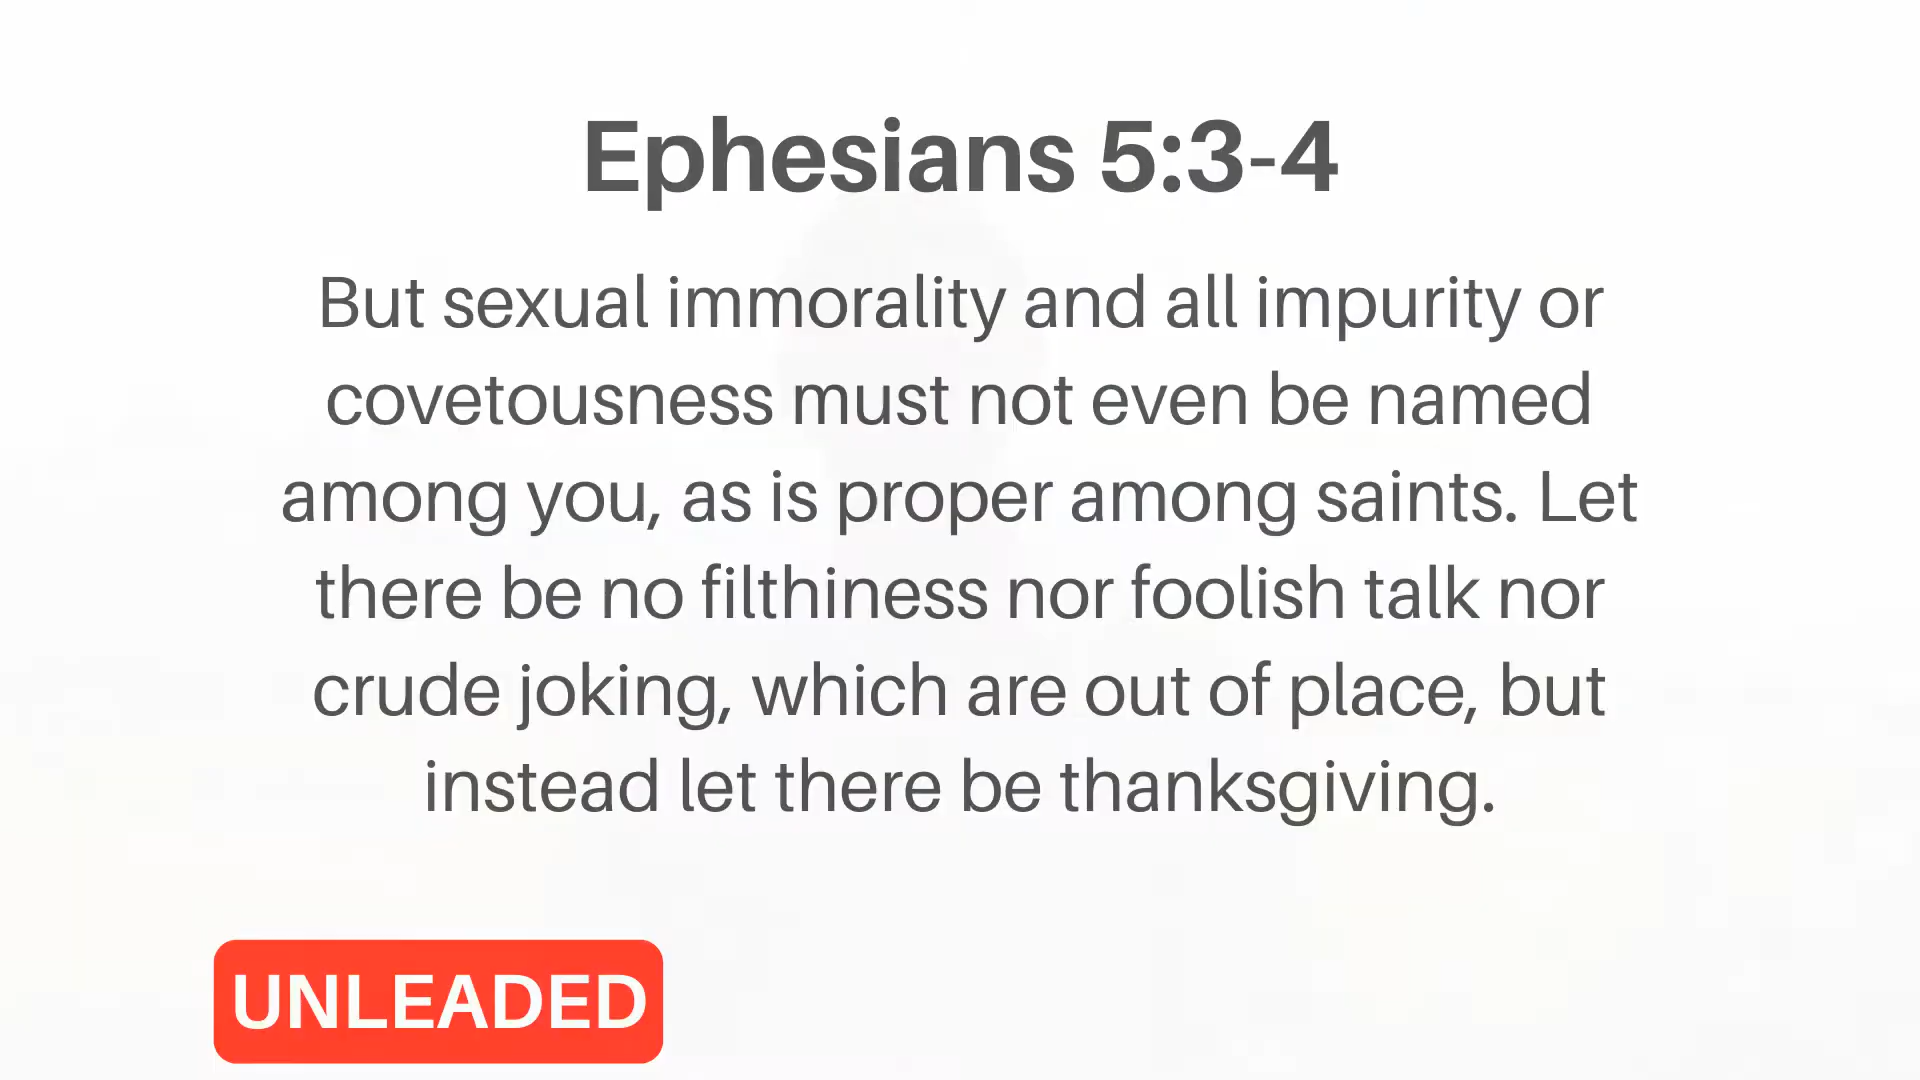 Ephesians 5:3-4
But sexual immorality and all impurity or
covetousness must not even be named
among you, as is proper among saints. Let
there be no filthiness nor foolish talk nor
crude joking, which are out of place, but
instead let there be thanksgiving.
UNLEADED